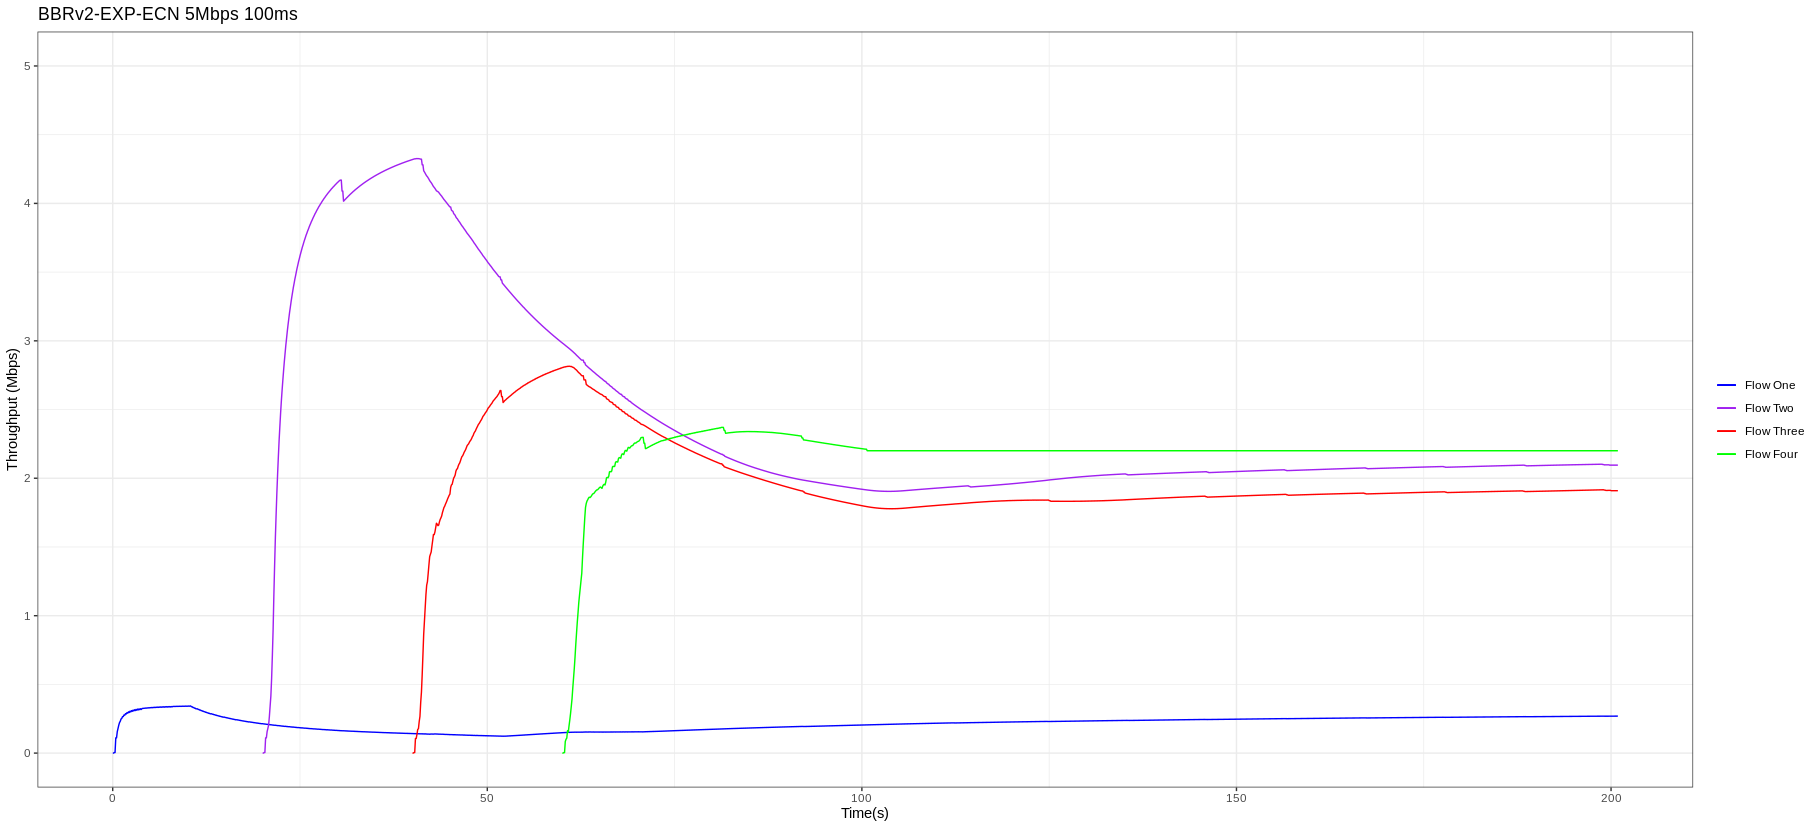 BBRv2-EXP-ECN 5Mbps 100ms
Throughput (Mbps)
5
4
3
2
1
0
0 50 100 150 200
Time(s)
Flow One
Flow Two
Flow Three
Flow Four